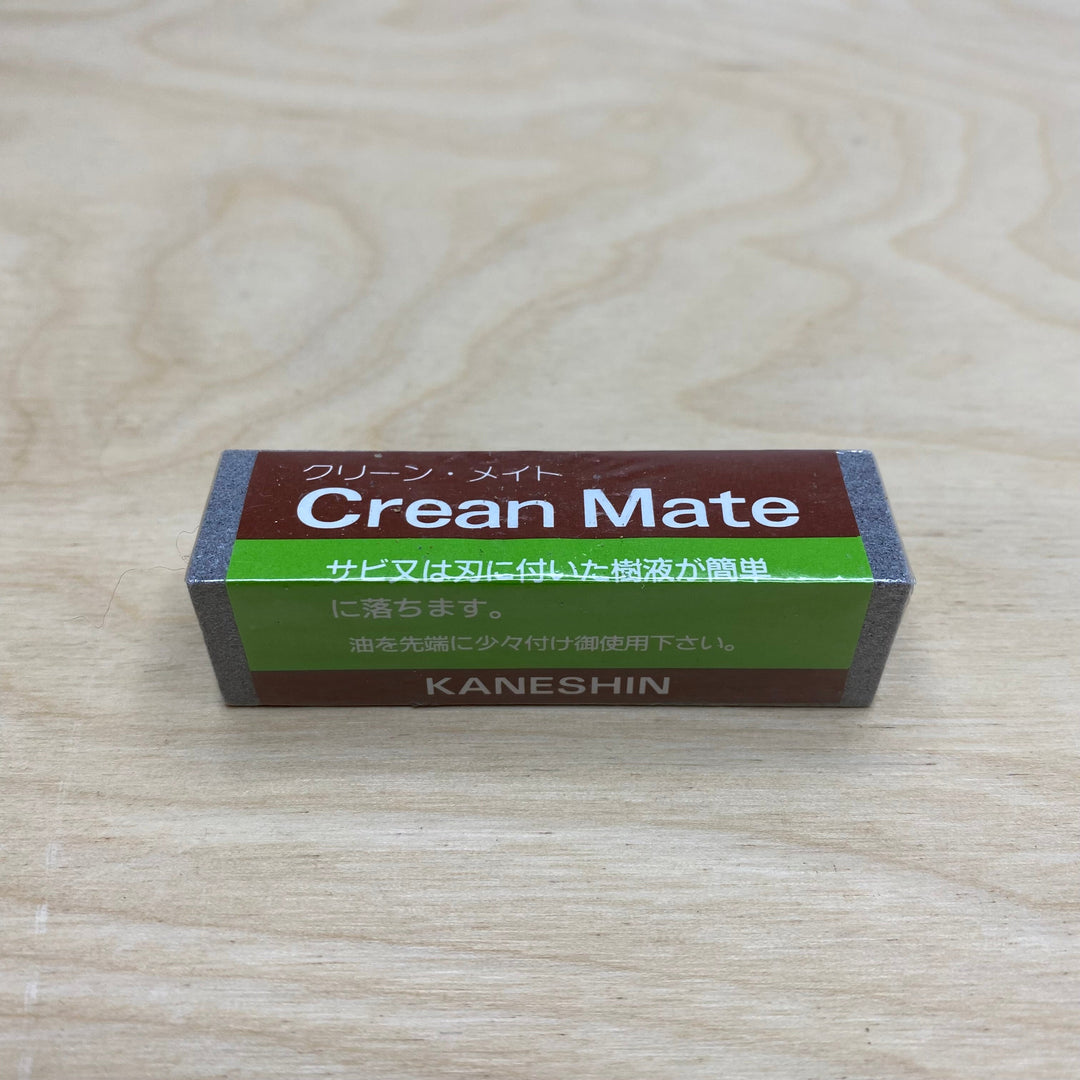 クリーン・メイト
Crean Mate
サビ又は刃に付いた樹液が簡単
に落ちます。
油を先端に少々付け御使用下さい。
KANESHIN